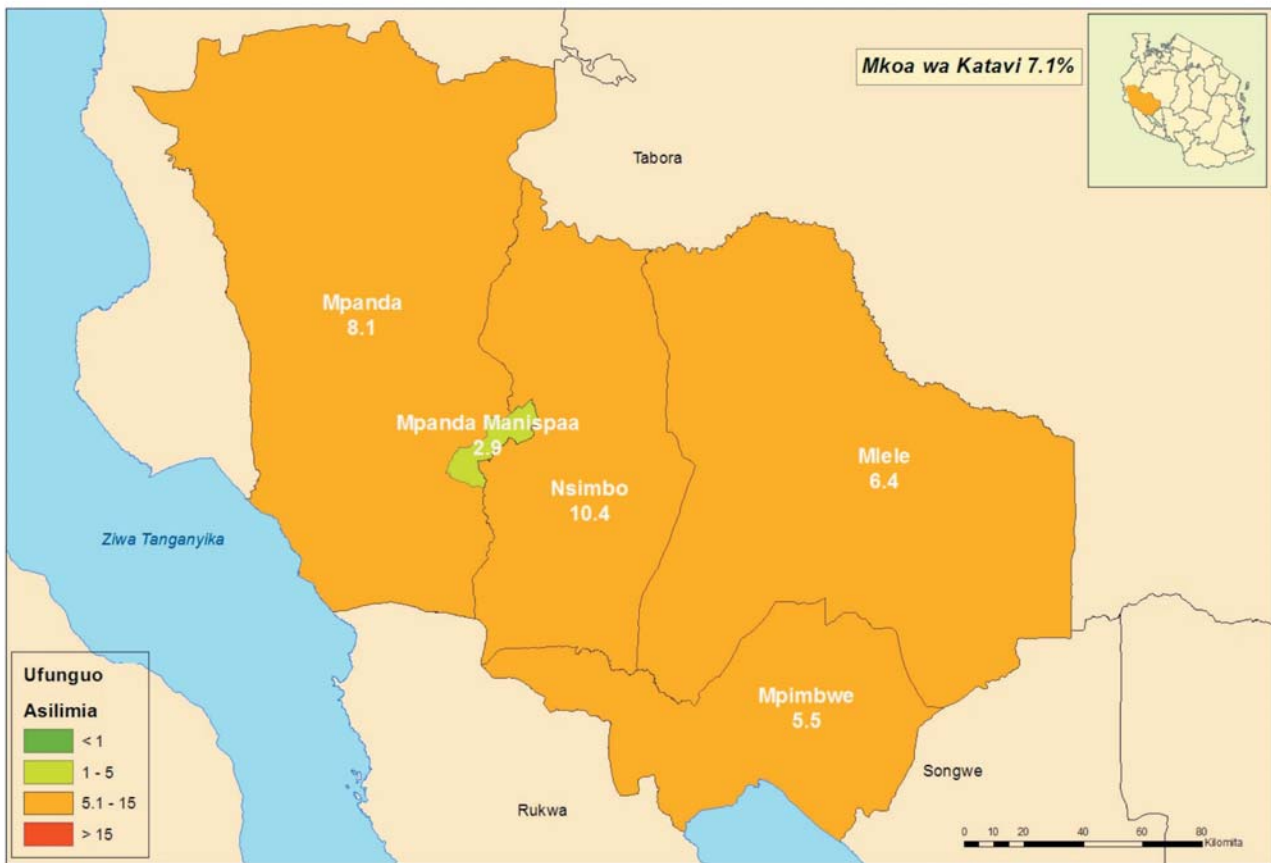 Mkoa wa Katavi 7.1%
Tabora
Mpanda
8.1
Mpanda Manispaa
2.9
Nsimbo
10.4
Mlele
6.4
Ziwa Tanganyika
Mpimbwe
5.5
Songwe
Rukwa
Ufunguo
Asilimia
< 1
1 - 5
5.1 - 15
> 15
0 10 20 40 60 80
Kilomita